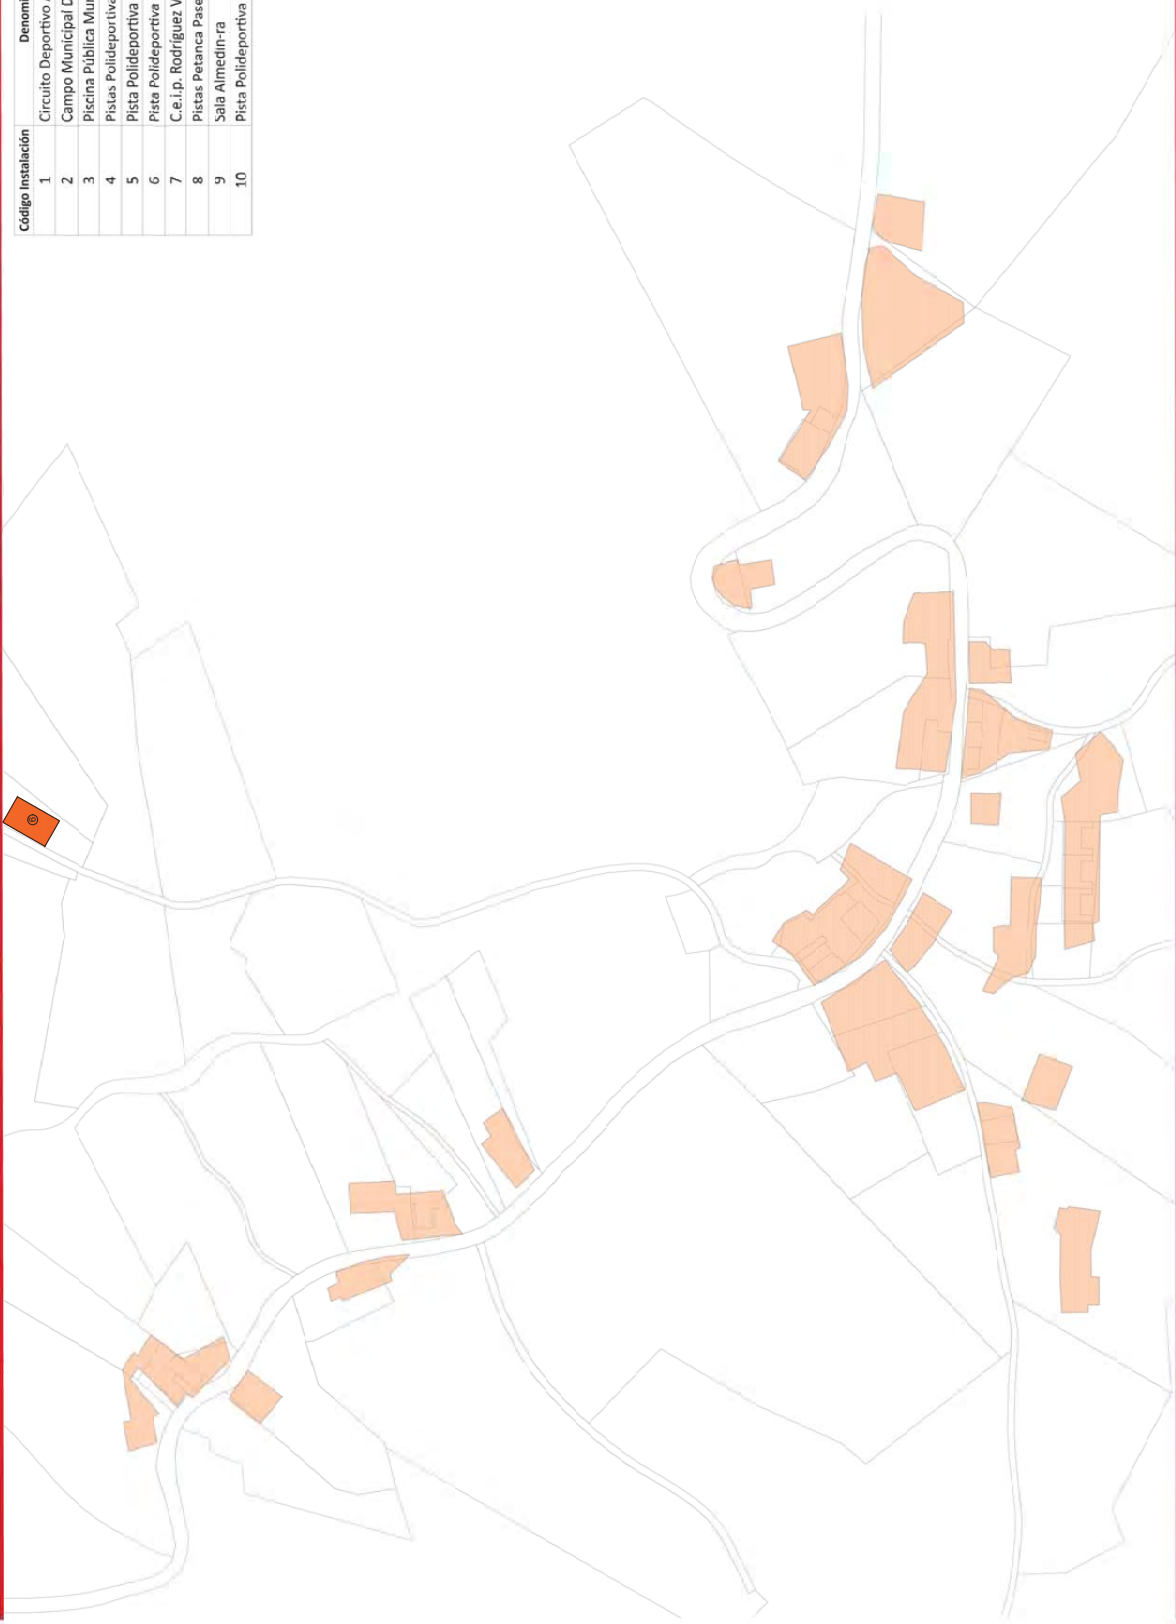 Código Instalación Denomi
1 Circuito Deportivo
2 Campo Municipal D
3 Piscina Pública Mu
4 Pistas Polideportiva
5 Pista Polideportiva
6 Pista Polideportiva
7 C.e.i.p. Rodríguez V
8 Pistas Petanca Pase
9 Sala Almedin-ra
10 Pista Polideportiva